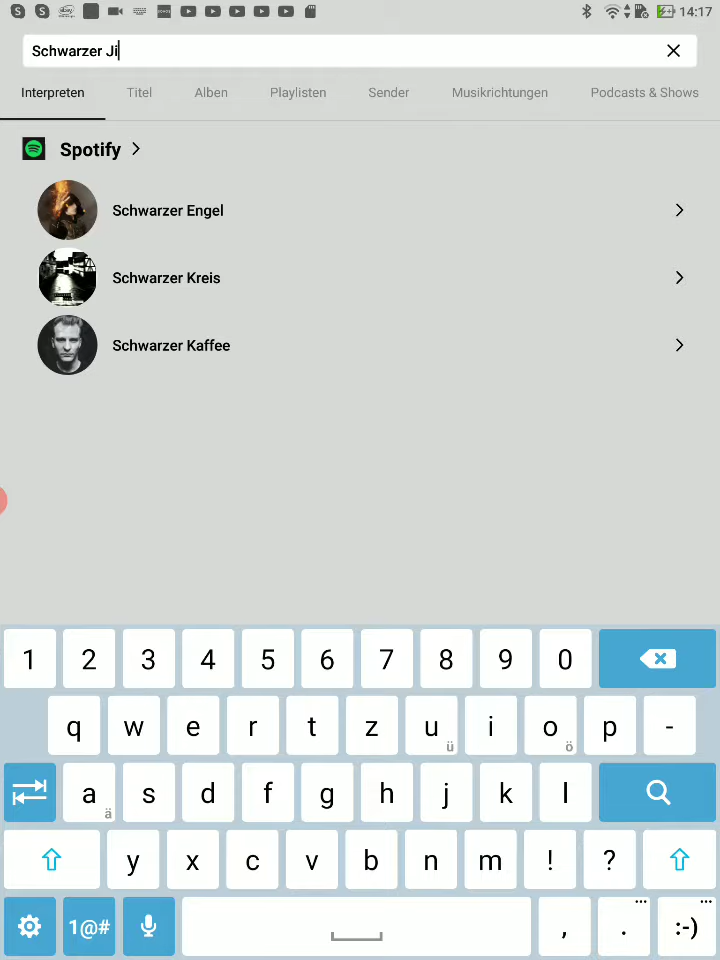 14:17
Schwarzer Ji
Interpreten Titel Alben Playlisten Sender Musikrichtungen Podcasts & Shows
Spotify
Schwarzer Engel
Schwarzer Kreis
Schwarzer Kaffee
1 2 3 4 5 6 7 8 9 0
q w e r t z u ü i o ö p -
a ä s d f g h j k l
y x c v b n m ! ?
1@# , . :-)